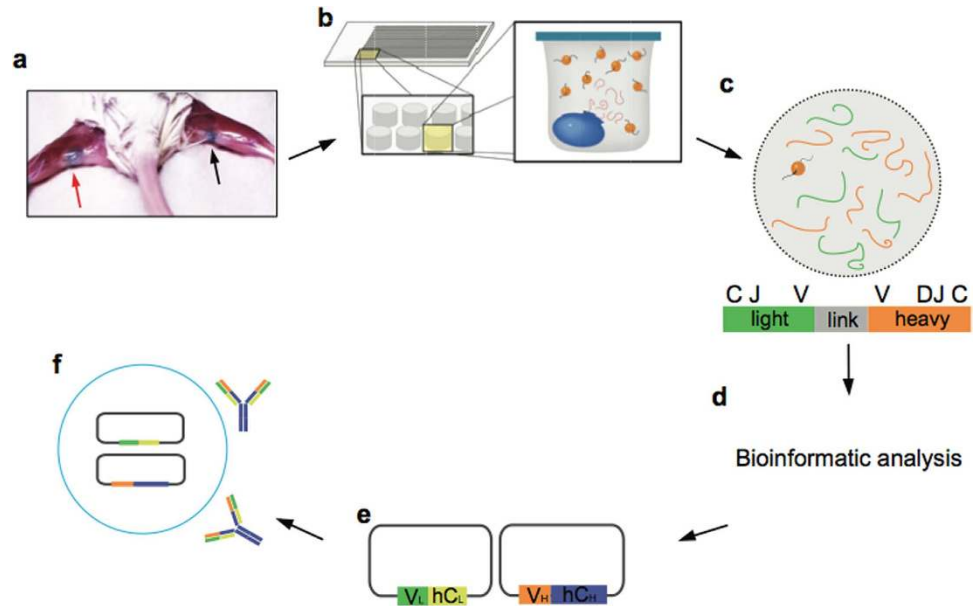 a
b
c
C J V V DJ C
light link heavy
d
Bioinformatic analysis
e
VL hCL VH hCH
f